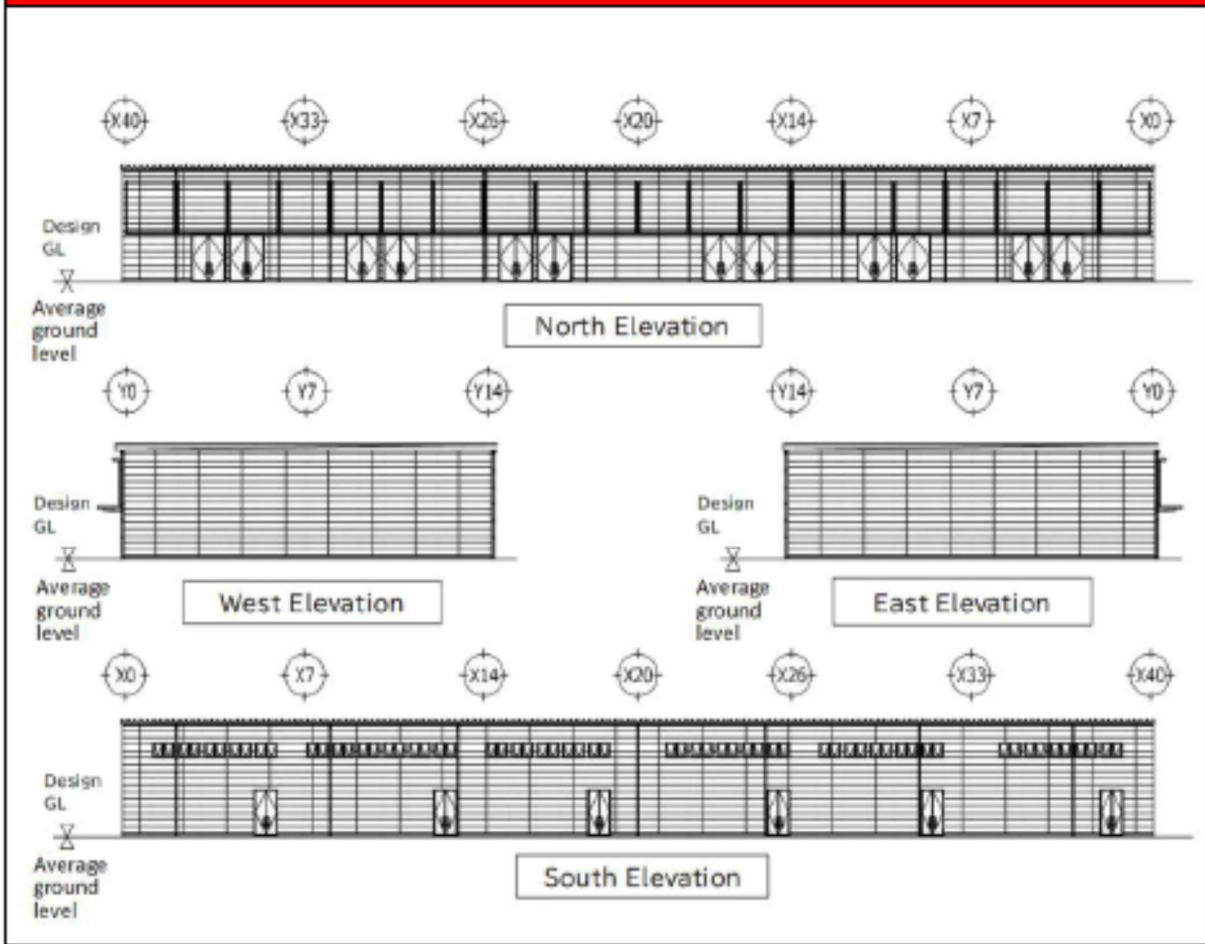 X40 X33 X26 X20 X14 X7 X0
Design
GL
Average
ground
level
North Elevation
Y0 Y7 Y14
Design
GL
Average
ground
level
West Elevation
Y14 Y7 Y0
Design
GL
Average
ground
level
East Elevation
X0 X7 X14 X20 X26 X33 X40
Design
GL
Average
ground
level
South Elevation